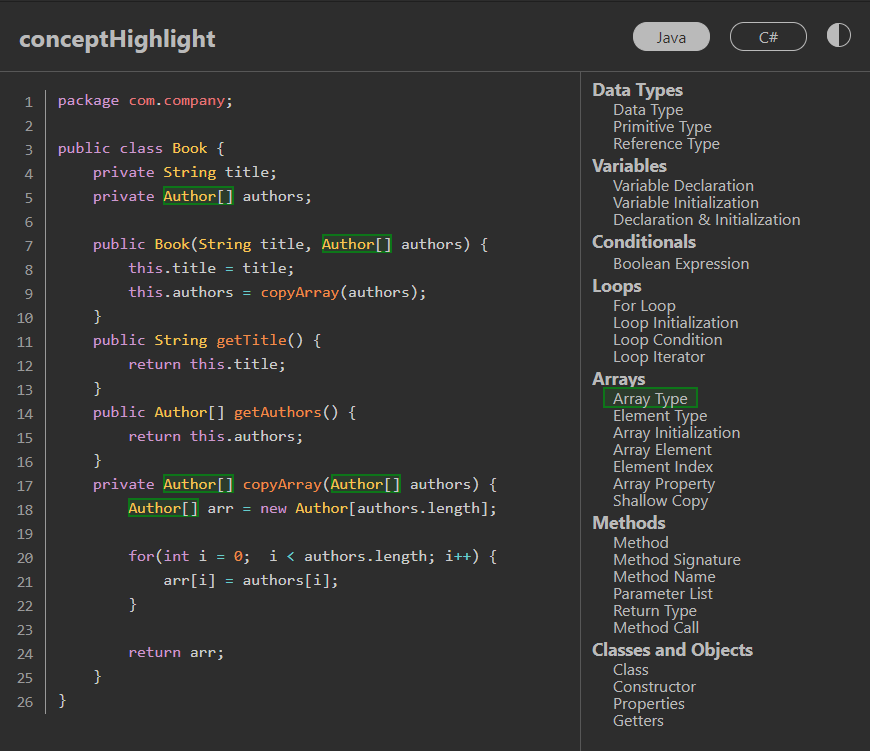 conceptHighlight
Java
C#
1 package com.company;
2
3 public class Book {
4     private String title;
5     private Author[] authors;
6
7     public Book(String title, Author[] authors) {
8         this.title = title;
9         this.authors = copyArray(authors);
10     }
11     public String getTitle() {
12         return this.title;
13     }
14     public Author[] getAuthors() {
15         return this.authors;
16     }
17     private Author[] copyArray(Author[] authors) {
18         Author[] arr = new Author[authors.length];
19
20         for(int i = 0;  i < authors.length; i++) {
21             arr[i] = authors[i];
22         }
23
24         return arr;
25     }
26 }
Data Types
Data Type
Primitive Type
Reference Type
Variables
Variable Declaration
Variable Initialization
Declaration & Initialization
Conditionals
Boolean Expression
Loops
For Loop
Loop Initialization
Loop Condition
Loop Iterator
Arrays
Array Type
Element Type
Array Initialization
Array Element
Element Index
Array Property
Shallow Copy
Methods
Method
Method Signature
Method Name
Parameter List
Return Type
Method Call
Classes and Objects
Class
Constructor
Properties
Getters